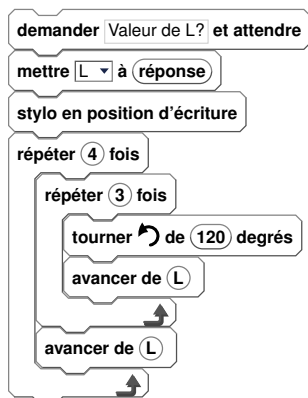 demander Valeur de L? et attendre
mettre L à réponse
stylo en position d'écriture
répéter 4 fois
répéter 3 fois
tourner de 120 degrés
avancer de L
avancer de L